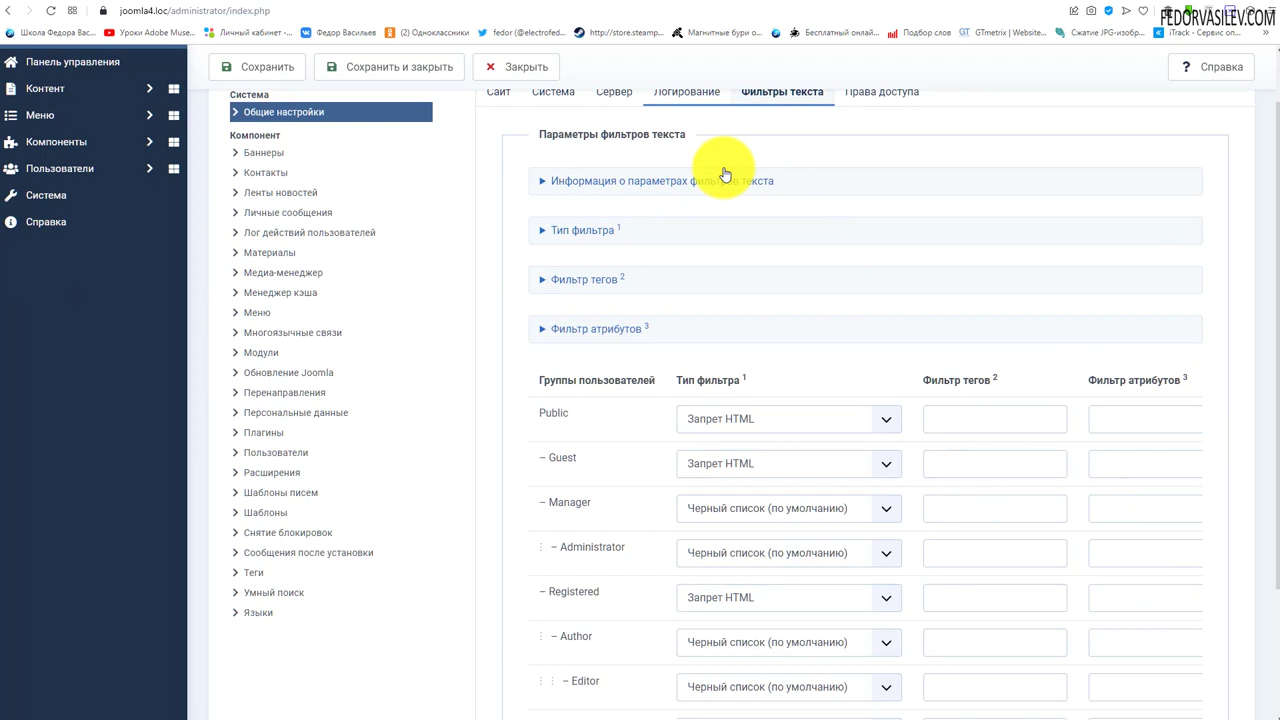 joomla4.loc/administrator/index.php
FEDORVASILEV.COM
Школа Федора Вас...
Уроки Adobe Muse...
Личный кабинет -...
Федор Васильев
(2) Одноклассники
fedor (@electrofed...
http://store.steamp...
Магнитные бури о...
Бесплатный онлай...
Подбор слов
GTmetrix | Website...
Сжатие JPG-изобр...
iTrack - Сервис оп...
Панель управления
Контент
Меню
Компоненты
Пользователи
Система
Справка
Сохранить
Сохранить и закрыть
Закрыть
Справка
Система
Общие настройки
Компонент
Баннеры
Контакты
Ленты новостей
Личные сообщения
Лог действий пользователей
Материалы
Медиа-менеджер
Менеджер кэша
Меню
Многоязычные связи
Модули
Обновление Joomla
Перенаправления
Персональные данные
Плагины
Пользователи
Расширения
Шаблоны писем
Шаблоны
Снятие блокировок
Сообщения после установки
Теги
Умный поиск
Языки
Сайт Система Сервер Логирование Фильтры текста Права доступа
Параметры фильтров текста
Информация о параметрах фильтров текста
Тип фильтра 1
Фильтр тегов 2
Фильтр атрибутов 3
Группы пользователей Тип фильтра 1 Фильтр тегов 2 Фильтр атрибутов 3
Public Запрет HTML
– Guest Запрет HTML
– Manager Черный список (по умолчанию)
– Administrator Черный список (по умолчанию)
– Registered Запрет HTML
– Author Черный список (по умолчанию)
– Editor Черный список (по умолчанию)